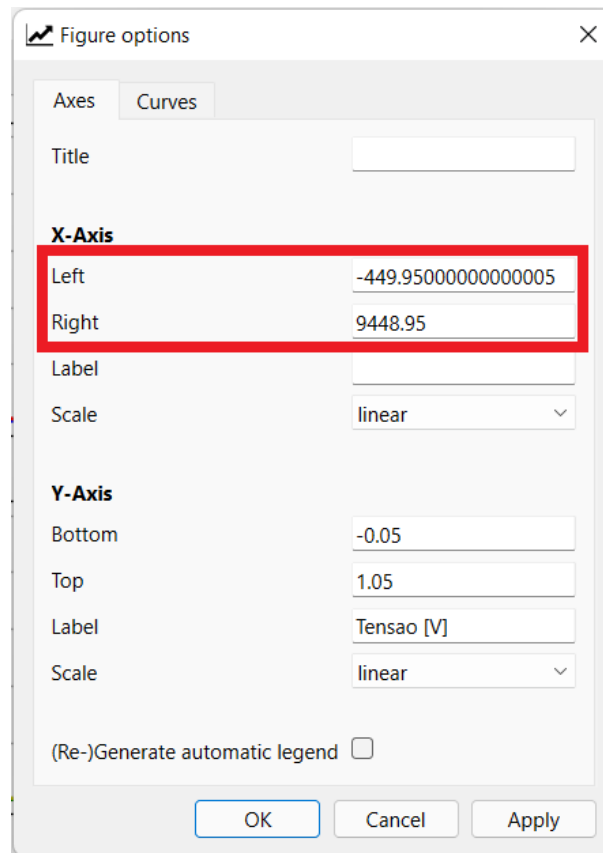 Figure options
Axes Curves
Title
X-Axis
Left -449.95000000000005
Right 9448.95
Label
Scale linear
Y-Axis
Bottom -0.05
Top 1.05
Label Tensao [V]
Scale linear
(Re-)Generate automatic legend
OK Cancel Apply